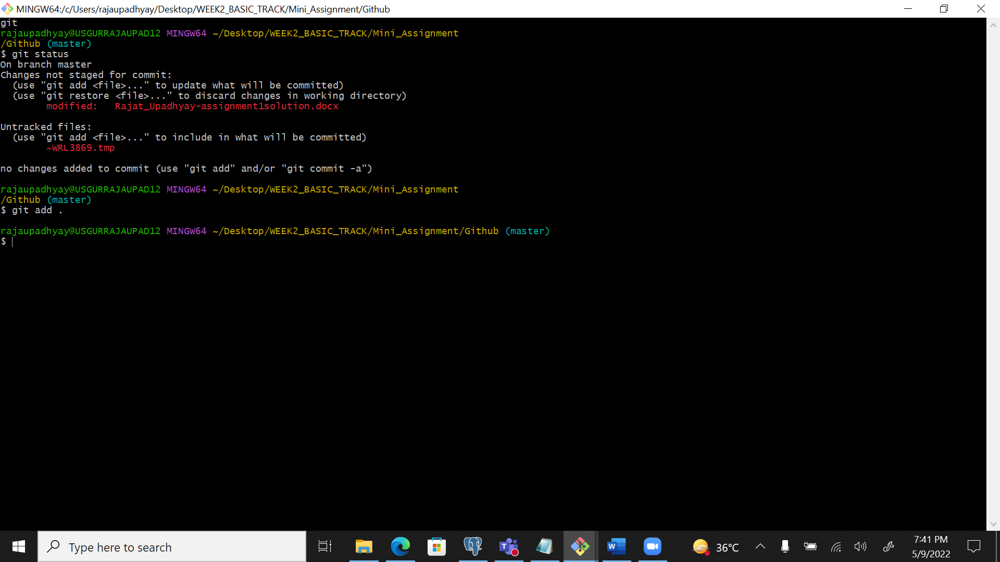 MINGW64:/c/Users/rajaupadhyay/Desktop/WEEK2_BASIC_TRACK/Mini_Assignment/Github
git
rajaupadhyay@USGURRAJAUPAD12 MINGW64 ~/Desktop/WEEK2_BASIC_TRACK/Mini_Assignment
/Github (master)
$ git status
On branch master
Changes not staged for commit:
  (use "git add <file>..." to update what will be committed)
  (use "git restore <file>..." to discard changes in working directory)
        modified:   Rajat_Upadhyay-assignment1solution.docx

Untracked files:
  (use "git add <file>..." to include in what will be committed)
        ~WRL3869.tmp

no changes added to commit (use "git add" and/or "git commit -a")

rajaupadhyay@USGURRAJAUPAD12 MINGW64 ~/Desktop/WEEK2_BASIC_TRACK/Mini_Assignment
/Github (master)
$ git add .

rajaupadhyay@USGURRAJAUPAD12 MINGW64 ~/Desktop/WEEK2_BASIC_TRACK/Mini_Assignment/Github (master)
$
Type here to search
36°C
7:41 PM
5/9/2022